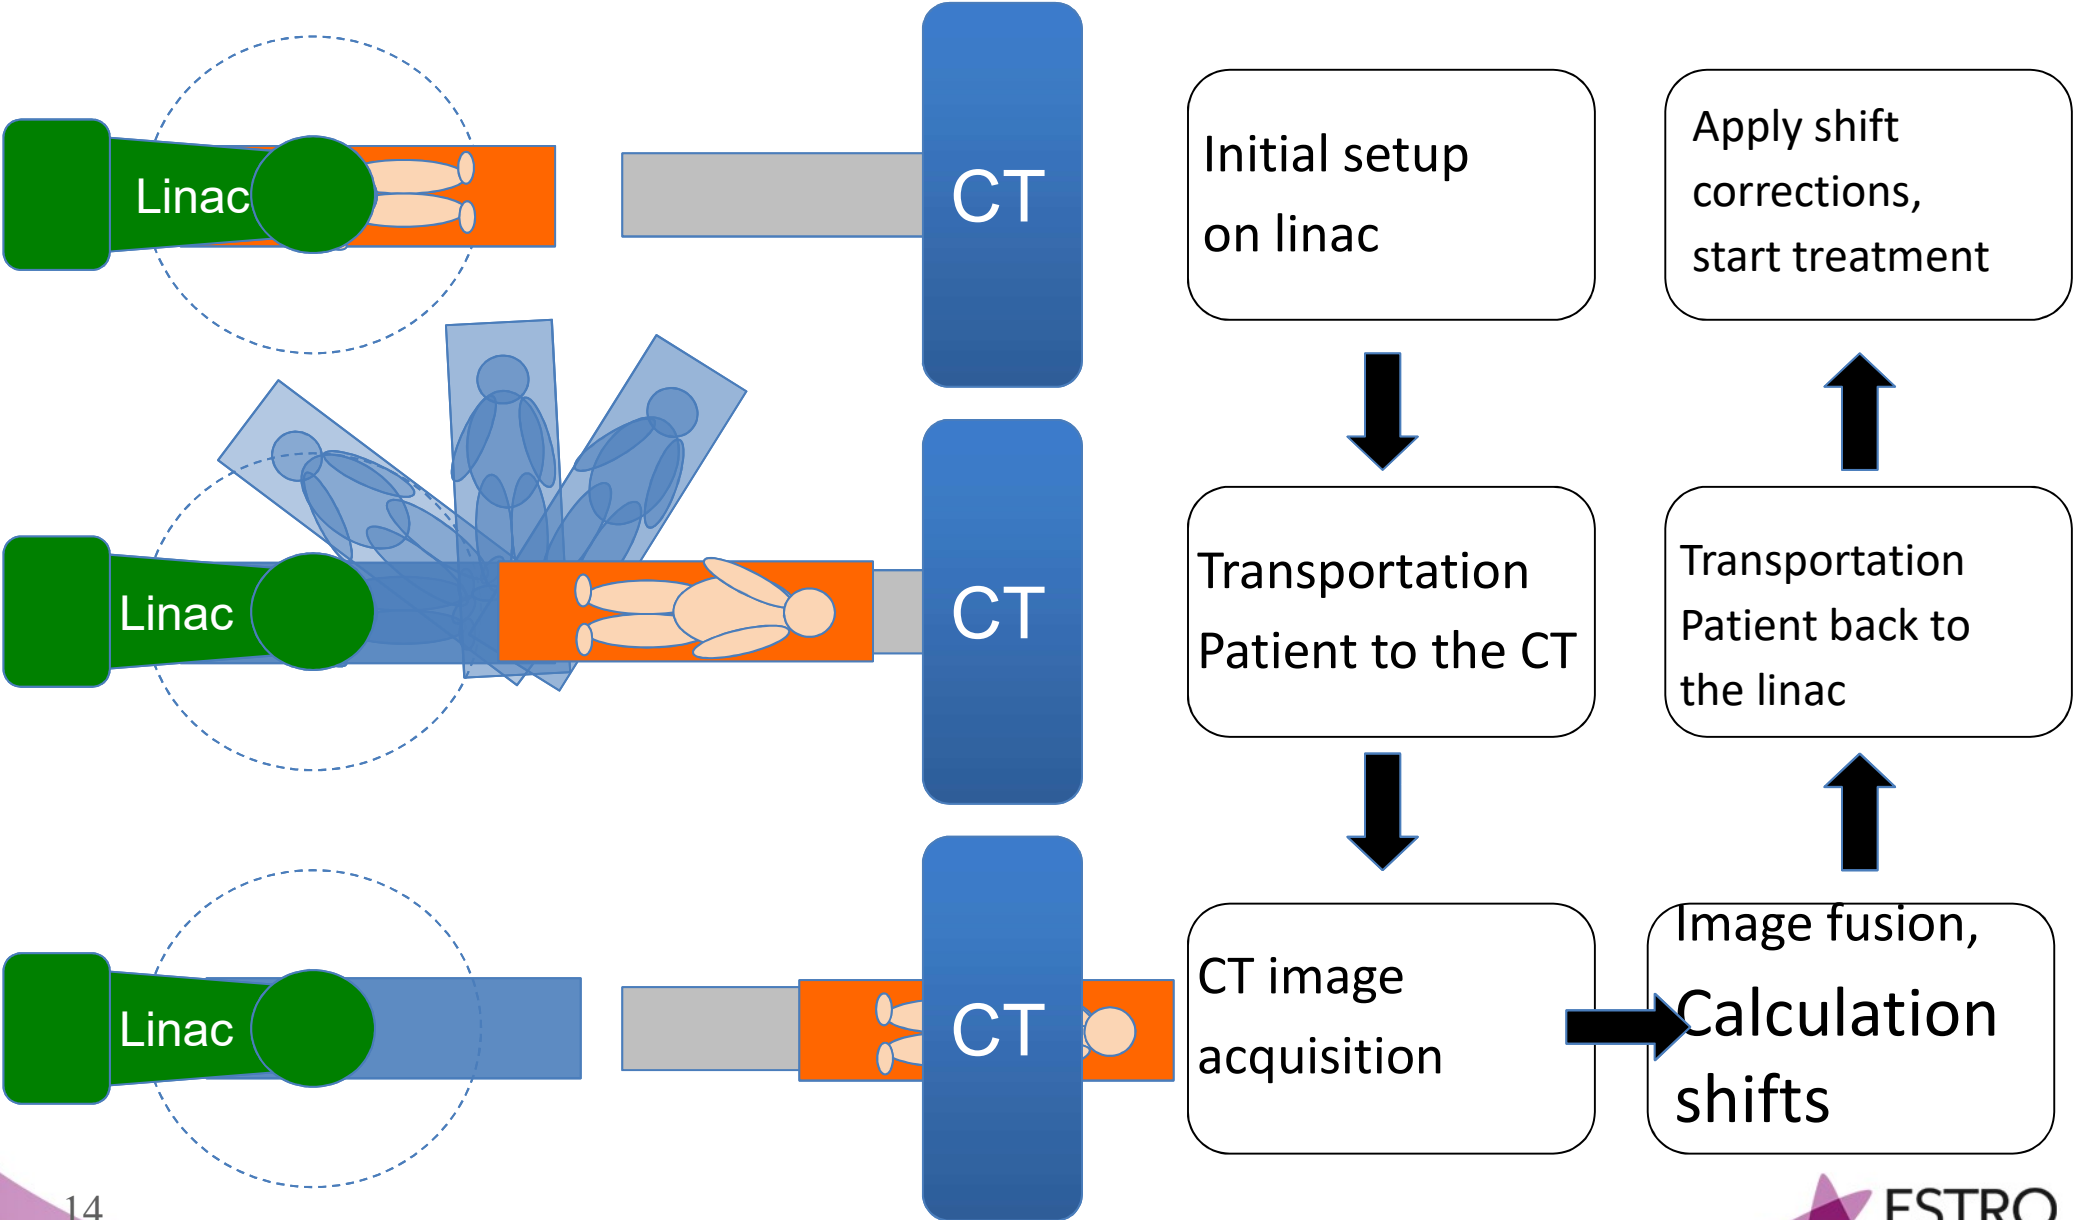 Linac
CT
Initial setup
on linac
Apply shift
corrections,
start treatment
Linac
CT
Transportation
Patient to the CT
Transportation
Patient back to
the linac
Linac
CT
CT image
acquisition
Image fusion,
Calculation
shifts
14
ESTRO